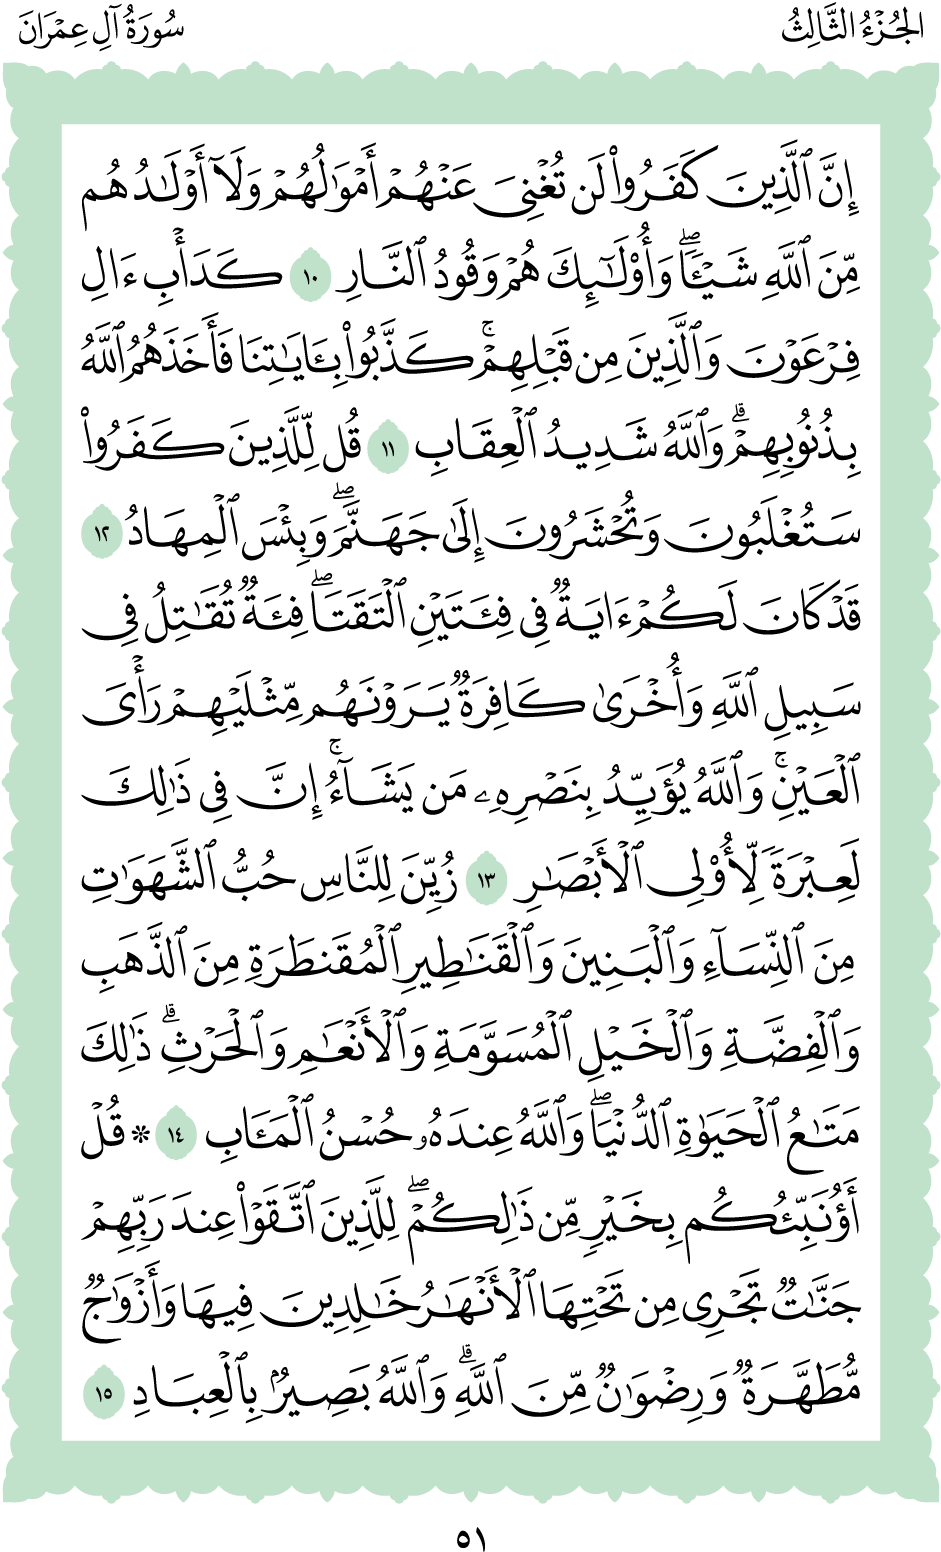 الجُزْءُ الثَّالِثُ
سُورَةُ آلِ عِمْرَانَ
إِنَّ ٱلَّذِينَ كَفَرُواْ لَن تُغْنِىَ عَنْهُمْ أَمْوَٰلُهُمْ وَلَآ أَوْلَٰدُهُم
مِّنَ ٱللَّهِ شَيْـًٔاۖ وَأُوْلَٰٓئِكَ هُمْ وَقُودُ ٱلنَّارِ ١٠ كَدَأْبِ ءَالِ
فِرْعَوْنَ وَٱلَّذِينَ مِن قَبْلِهِمْۚ كَذَّبُواْ بِـَٔايَٰتِنَا فَأَخَذَهُمُ ٱللَّهُ
بِذُنُوبِهِمْۗ وَٱللَّهُ شَدِيدُ ٱلْعِقَابِ ١١ قُل لِّلَّذِينَ كَفَرُواْ
سَتُغْلَبُونَ وَتُحْشَرُونَ إِلَىٰ جَهَنَّمَۖ وَبِئْسَ ٱلْمِهَادُ ١٢
قَدْ كَانَ لَكُمْ ءَايَةٌ فِى فِئَتَيْنِ ٱلْتَقَتَاۖ فِئَةٌ تُقَٰتِلُ فِى
سَبِيلِ ٱللَّهِ وَأُخْرَىٰ كَافِرَةٌ يَرَوْنَهُم مِّثْلَيْهِمْ رَأْىَ
ٱلْعَيْنِۚ وَٱللَّهُ يُؤَيِّدُ بِنَصْرِهِۦ مَن يَشَآءُۚ إِنَّ فِى ذَٰلِكَ
لَعِبْرَةً لِّأُوْلِى ٱلْأَبْصَٰرِ ١٣ زُيِّنَ لِلنَّاسِ حُبُّ ٱلشَّهَوَٰتِ
مِنَ ٱلنِّسَآءِ وَٱلْبَنِينَ وَٱلْقَنَٰطِيرِ ٱلْمُقَنطَرَةِ مِنَ ٱلذَّهَبِ
وَٱلْفِضَّةِ وَٱلْخَيْلِ ٱلْمُسَوَّمَةِ وَٱلْأَنْعَٰمِ وَٱلْحَرْثِۗ ذَٰلِكَ
مَتَٰعُ ٱلْحَيَوٰةِ ٱلدُّنْيَاۖ وَٱللَّهُ عِندَهُۥ حُسْنُ ٱلْمَـَٔابِ ١٤ * قُلْ
أَؤُنَبِّئُكُم بِخَيْرٍ مِّن ذَٰلِكُمْۖ لِلَّذِينَ ٱتَّقَوْاْ عِندَ رَبِّهِمْ
جَنَّٰتٌ تَجْرِى مِن تَحْتِهَا ٱلْأَنْهَٰرُ خَٰلِدِينَ فِيهَا وَأَزْوَٰجٌ
مُّطَهَّرَةٌ وَرِضْوَٰنٌ مِّنَ ٱللَّهِۗ وَٱللَّهُ بَصِيرٌۢ بِٱلْعِبَادِ ١٥
٥١